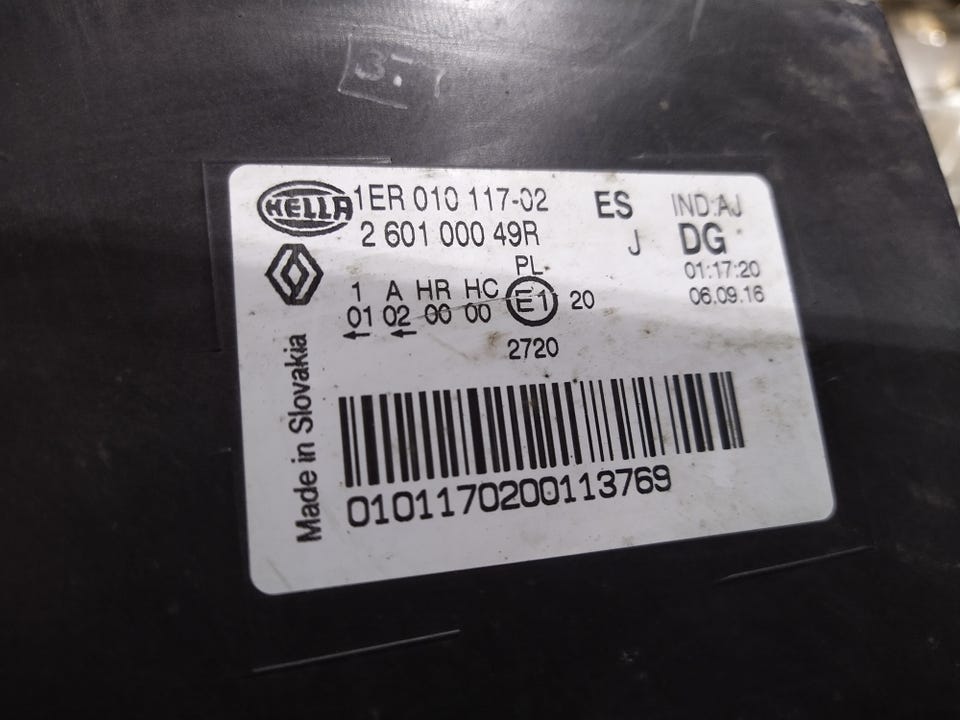 37
HELLA 1ER 010 117-02 ES IND:AJ
2 601 000 49R J DG
PL 01:17:20
1 A HR HC E1 20 06.09.16
01 02 00 00
2720
Made in Slovakia
0101170200113769